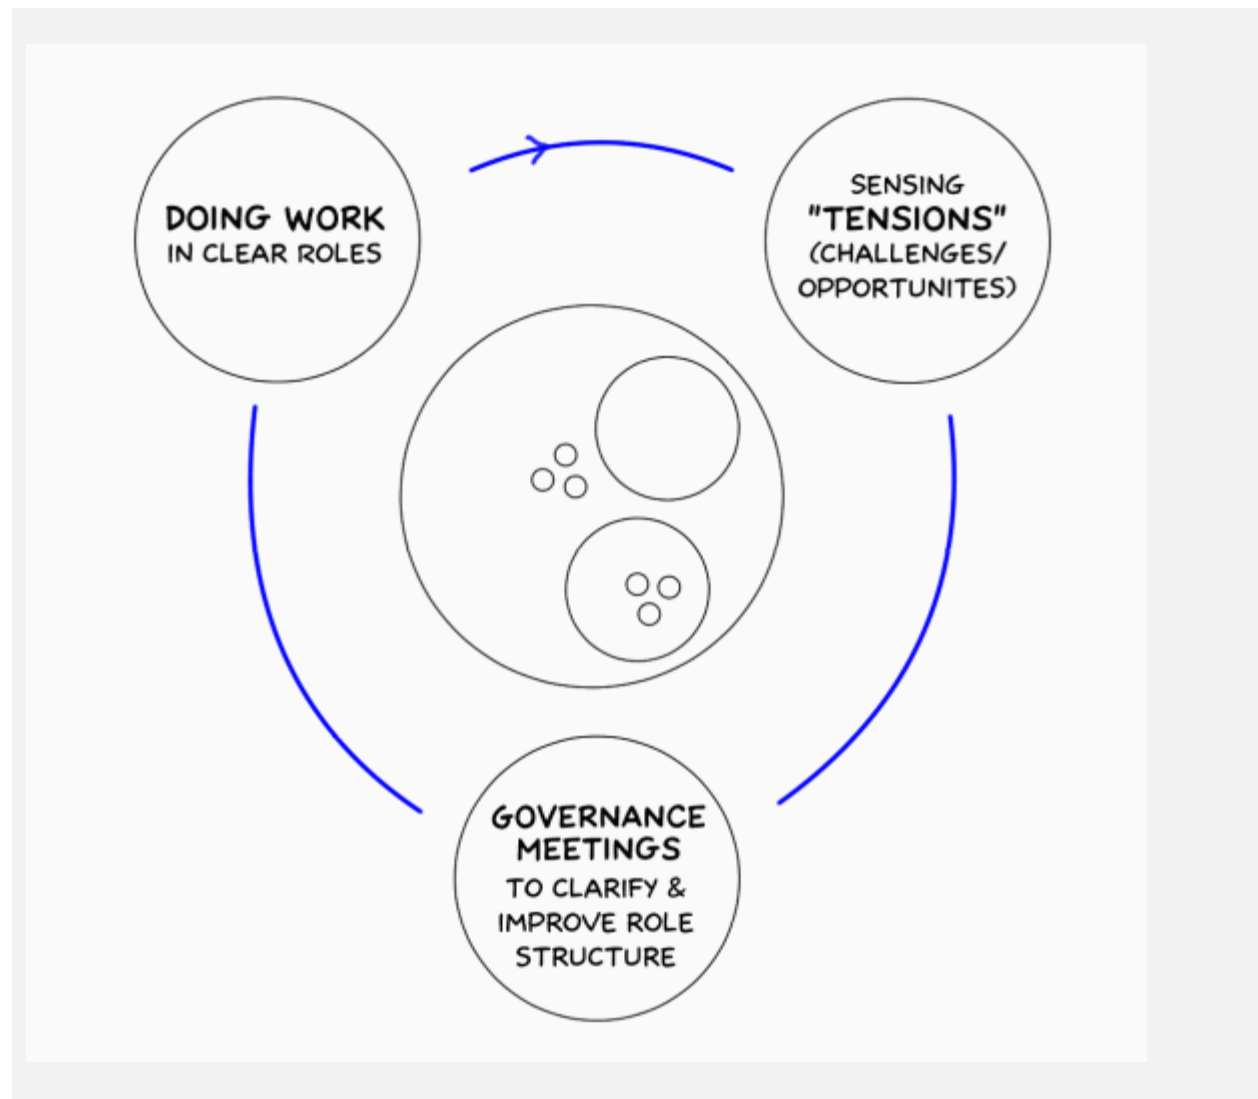 DOING WORK
IN CLEAR ROLES
SENSING
"TENSIONS"
(CHALLENGES/
OPPORTUNITES)
GOVERNANCE
MEETINGS
TO CLARIFY &
IMPROVE ROLE
STRUCTURE